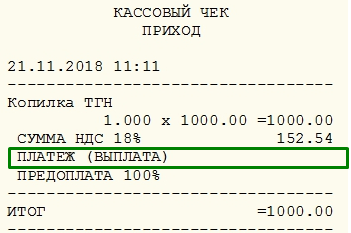 КАССОВЫЙ ЧЕК
ПРИХОД
21.11.2018 11:11
--------------------------------
Копилка ТГН
1.000 x 1000.00 =1000.00
СУММА НДС 18% 152.54
ПЛАТЕЖ (ВЫПЛАТА)
ПРЕДОПЛАТА 100%
--------------------------------
ИТОГ =1000.00
--------------------------------